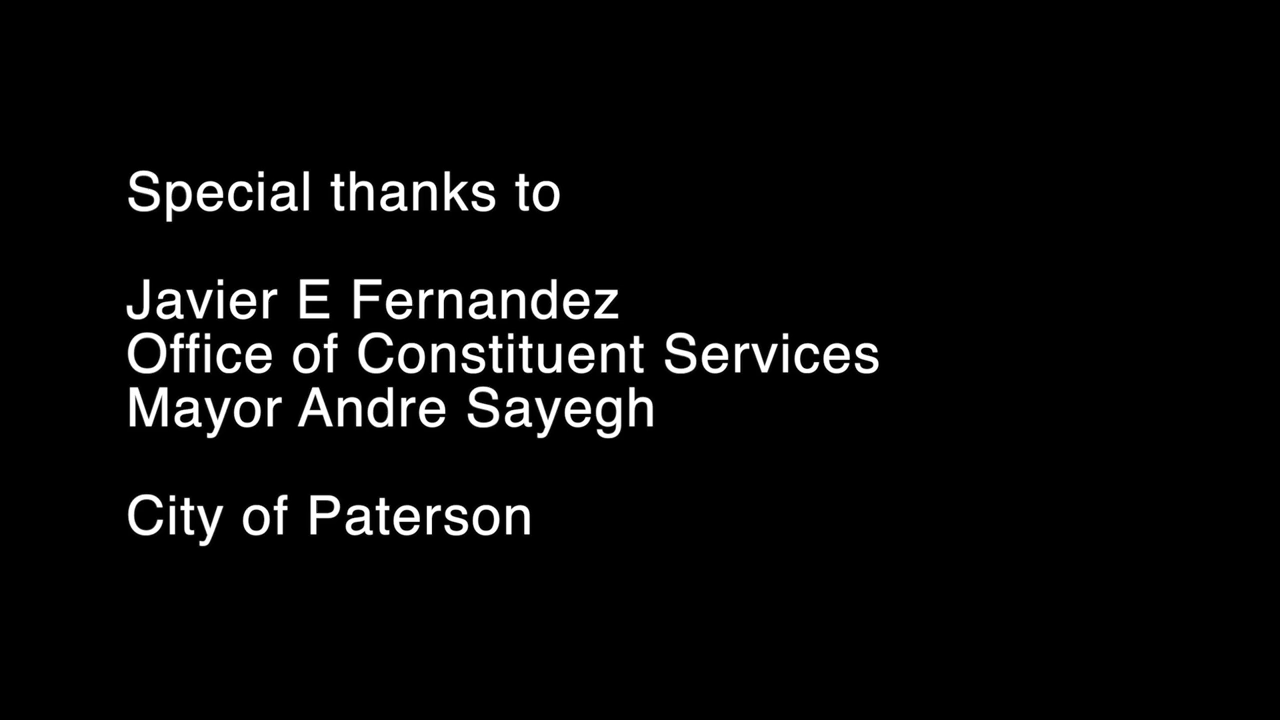 Special thanks to
Javier E Fernandez
Office of Constituent Services
Mayor Andre Sayegh
City of Paterson